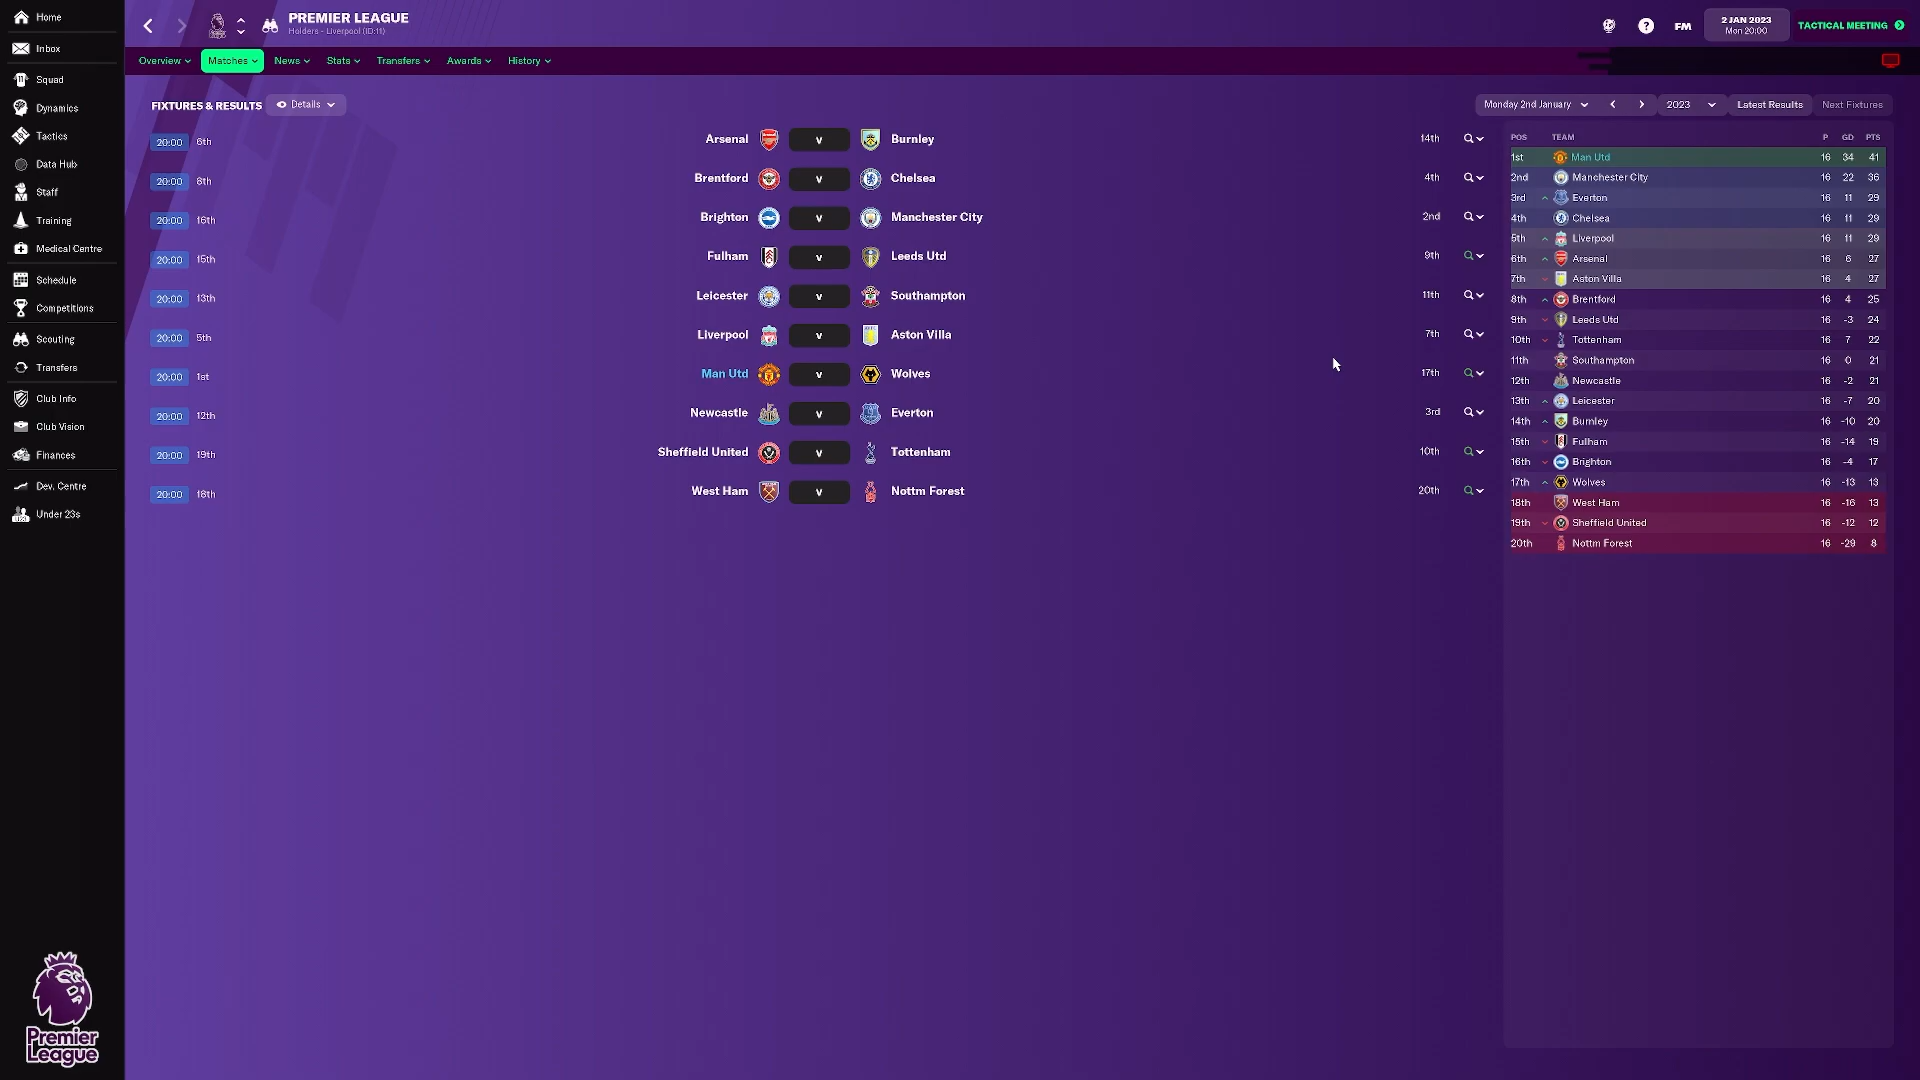 Home
Inbox
Squad
Dynamics
Tactics
Data Hub
Staff
Training
Medical Centre
Schedule
Competitions
Scouting
Transfers
Club Info
Club Vision
Finances
Dev. Centre
Under 23s
Premier
League
PREMIER LEAGUE
Holders - Liverpool (ID:11)
? FM 2 JAN 2023 TACTICAL MEETING
Mon 20:00
Overview Matches News Stats Transfers Awards History
FIXTURES & RESULTS Details
Monday 2nd January 2023 Latest Results Next Fixtures
20:00 6th Arsenal v Burnley 14th
20:00 8th Brentford v Chelsea 4th
20:00 16th Brighton v Manchester City 2nd
20:00 15th Fulham v Leeds Utd 9th
20:00 13th Leicester v Southampton 11th
20:00 5th Liverpool v Aston Villa 7th
20:00 1st Man Utd v Wolves 17th
20:00 12th Newcastle v Everton 3rd
20:00 19th Sheffield United v Tottenham 10th
20:00 18th West Ham v Nottm Forest 20th
POS TEAM P GD PTS
1st Man Utd 16 34 41
2nd Manchester City 16 22 36
3rd Everton 16 11 29
4th Chelsea 16 11 29
5th Liverpool 16 11 29
6th Arsenal 16 6 27
7th Aston Villa 16 4 27
8th Brentford 16 4 25
9th Leeds Utd 16 -3 24
10th Tottenham 16 7 22
11th Southampton 16 0 21
12th Newcastle 16 -2 21
13th Leicester 16 -7 20
14th Burnley 16 -10 20
15th Fulham 16 -14 19
16th Brighton 16 -4 17
17th Wolves 16 -13 13
18th West Ham 16 -16 13
19th Sheffield United 16 -12 12
20th Nottm Forest 16 -29 8